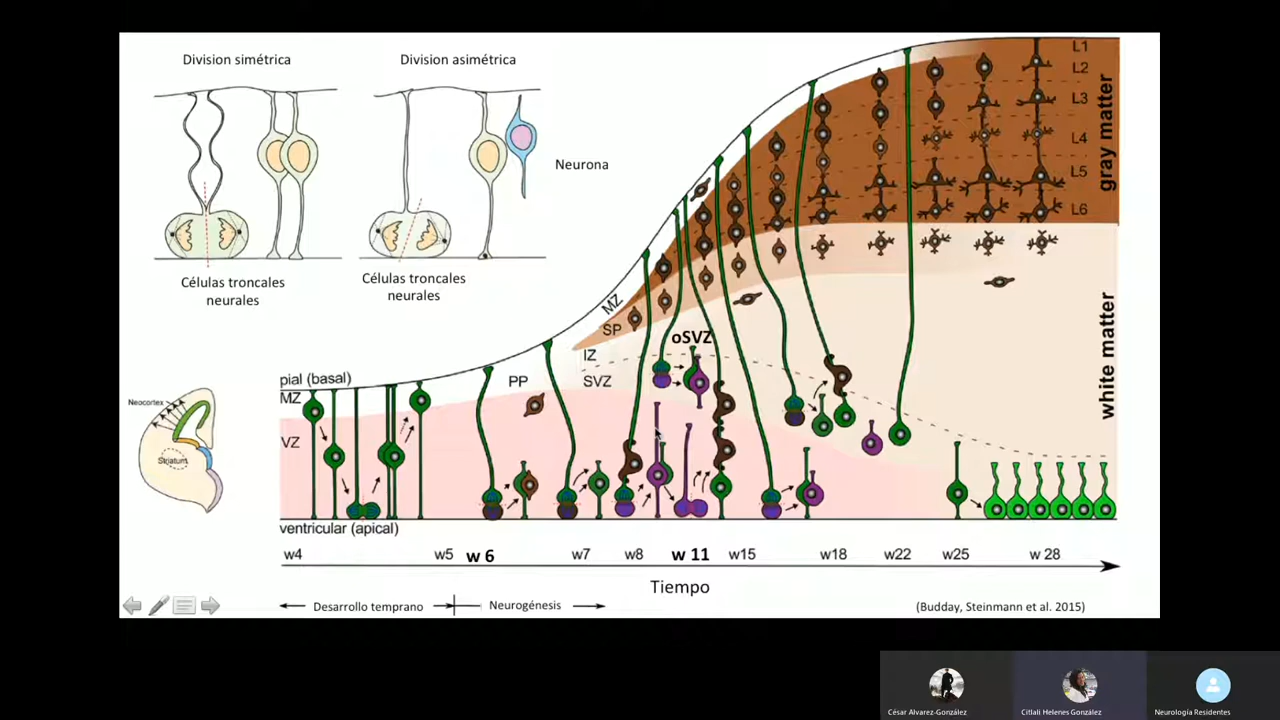 Division simétrica
Division asimétrica
Neurona
Células troncales
neurales
Células troncales
neurales
L1
L2
L3
L4
L5
L6
gray matter
white matter
MZ
SP
IZ
SVZ
oSVZ
PP
pial (basal)
MZ
VZ
ventricular (apical)
Neocortex
Striatum
w4
w5
w 6
w7
w8
w 11
w15
w18
w22
w25
w 28
Tiempo
Desarrollo temprano
Neurogénesis
(Budday, Steinmann et al. 2015)
César Alvarez-González
Citlali Helenes González
Neurología Residentes